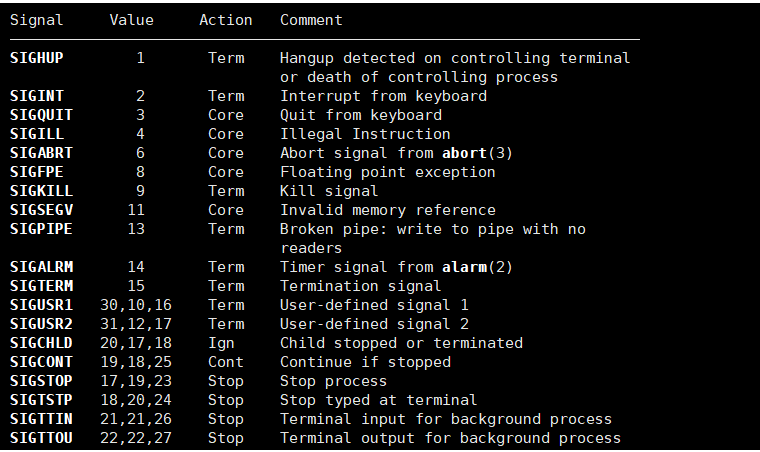 Signal Value Action Comment
SIGHUP 1 Term Hangup detected on controlling terminal
or death of controlling process
SIGINT 2 Term Interrupt from keyboard
SIGQUIT 3 Core Quit from keyboard
SIGILL 4 Core Illegal Instruction
SIGABRT 6 Core Abort signal from abort(3)
SIGFPE 8 Core Floating point exception
SIGKILL 9 Term Kill signal
SIGSEGV 11 Core Invalid memory reference
SIGPIPE 13 Term Broken pipe: write to pipe with no
readers
SIGALRM 14 Term Timer signal from alarm(2)
SIGTERM 15 Term Termination signal
SIGUSR1 30,10,16 Term User-defined signal 1
SIGUSR2 31,12,17 Term User-defined signal 2
SIGCHLD 20,17,18 Ign Child stopped or terminated
SIGCONT 19,18,25 Cont Continue if stopped
SIGSTOP 17,19,23 Stop Stop process
SIGTSTP 18,20,24 Stop Stop typed at terminal
SIGTTIN 21,21,26 Stop Terminal input for background process
SIGTTOU 22,22,27 Stop Terminal output for background process